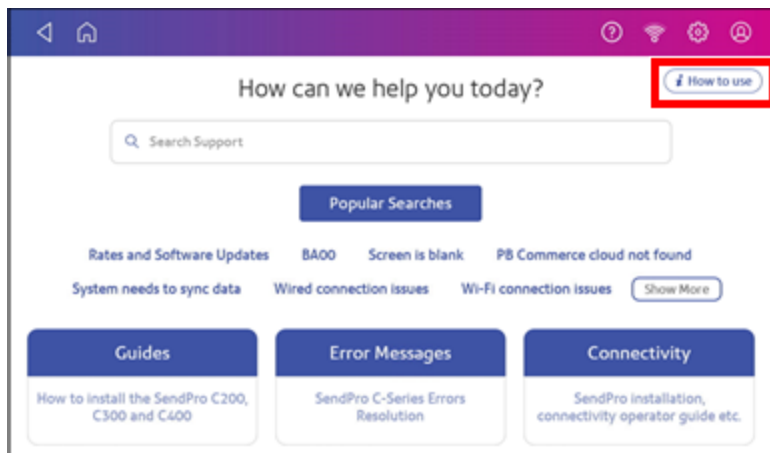 How can we help you today?
i How to use
Search Support
Popular Searches
Rates and Software Updates BA00 Screen is blank PB Commerce cloud not found
System needs to sync data Wired connection issues Wi-Fi connection issues Show More
Guides
How to install the SendPro C200,
C300 and C400
Error Messages
SendPro C-Series Errors
Resolution
Connectivity
SendPro installation,
connectivity operator guide etc.